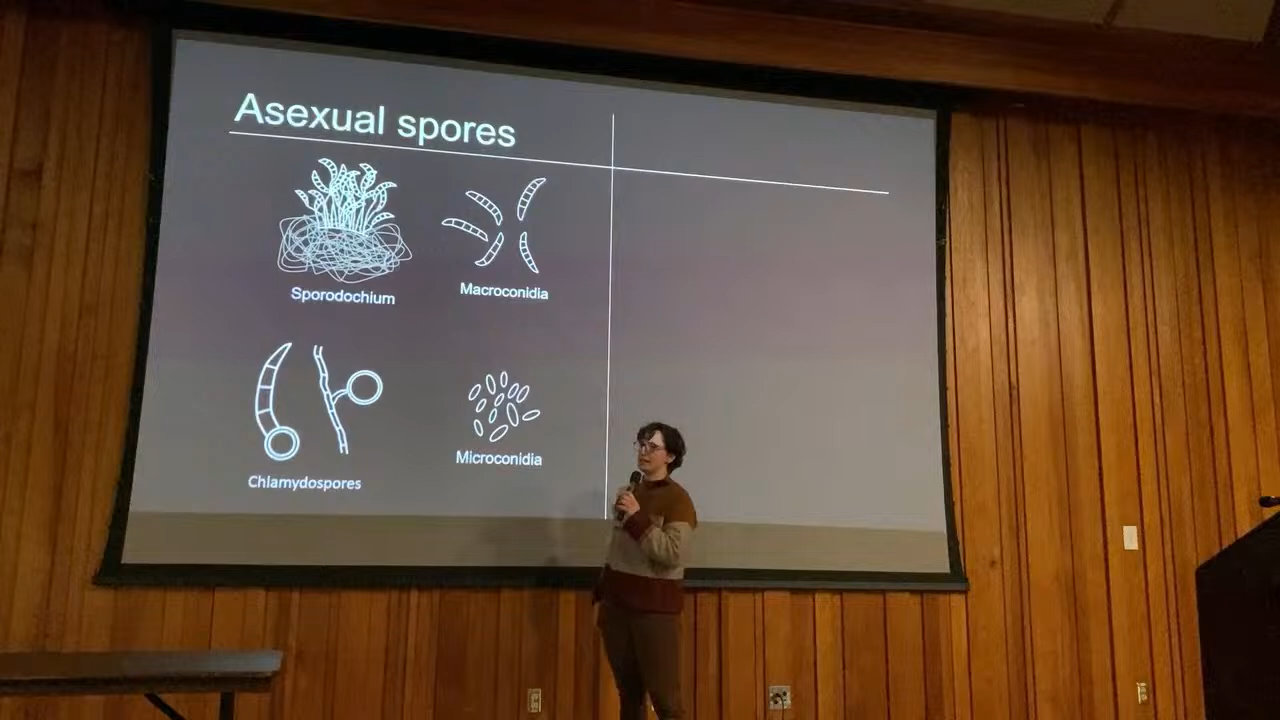 Asexual spores
Sporodochium
Macroconidia
Chlamydospores
Microconidia